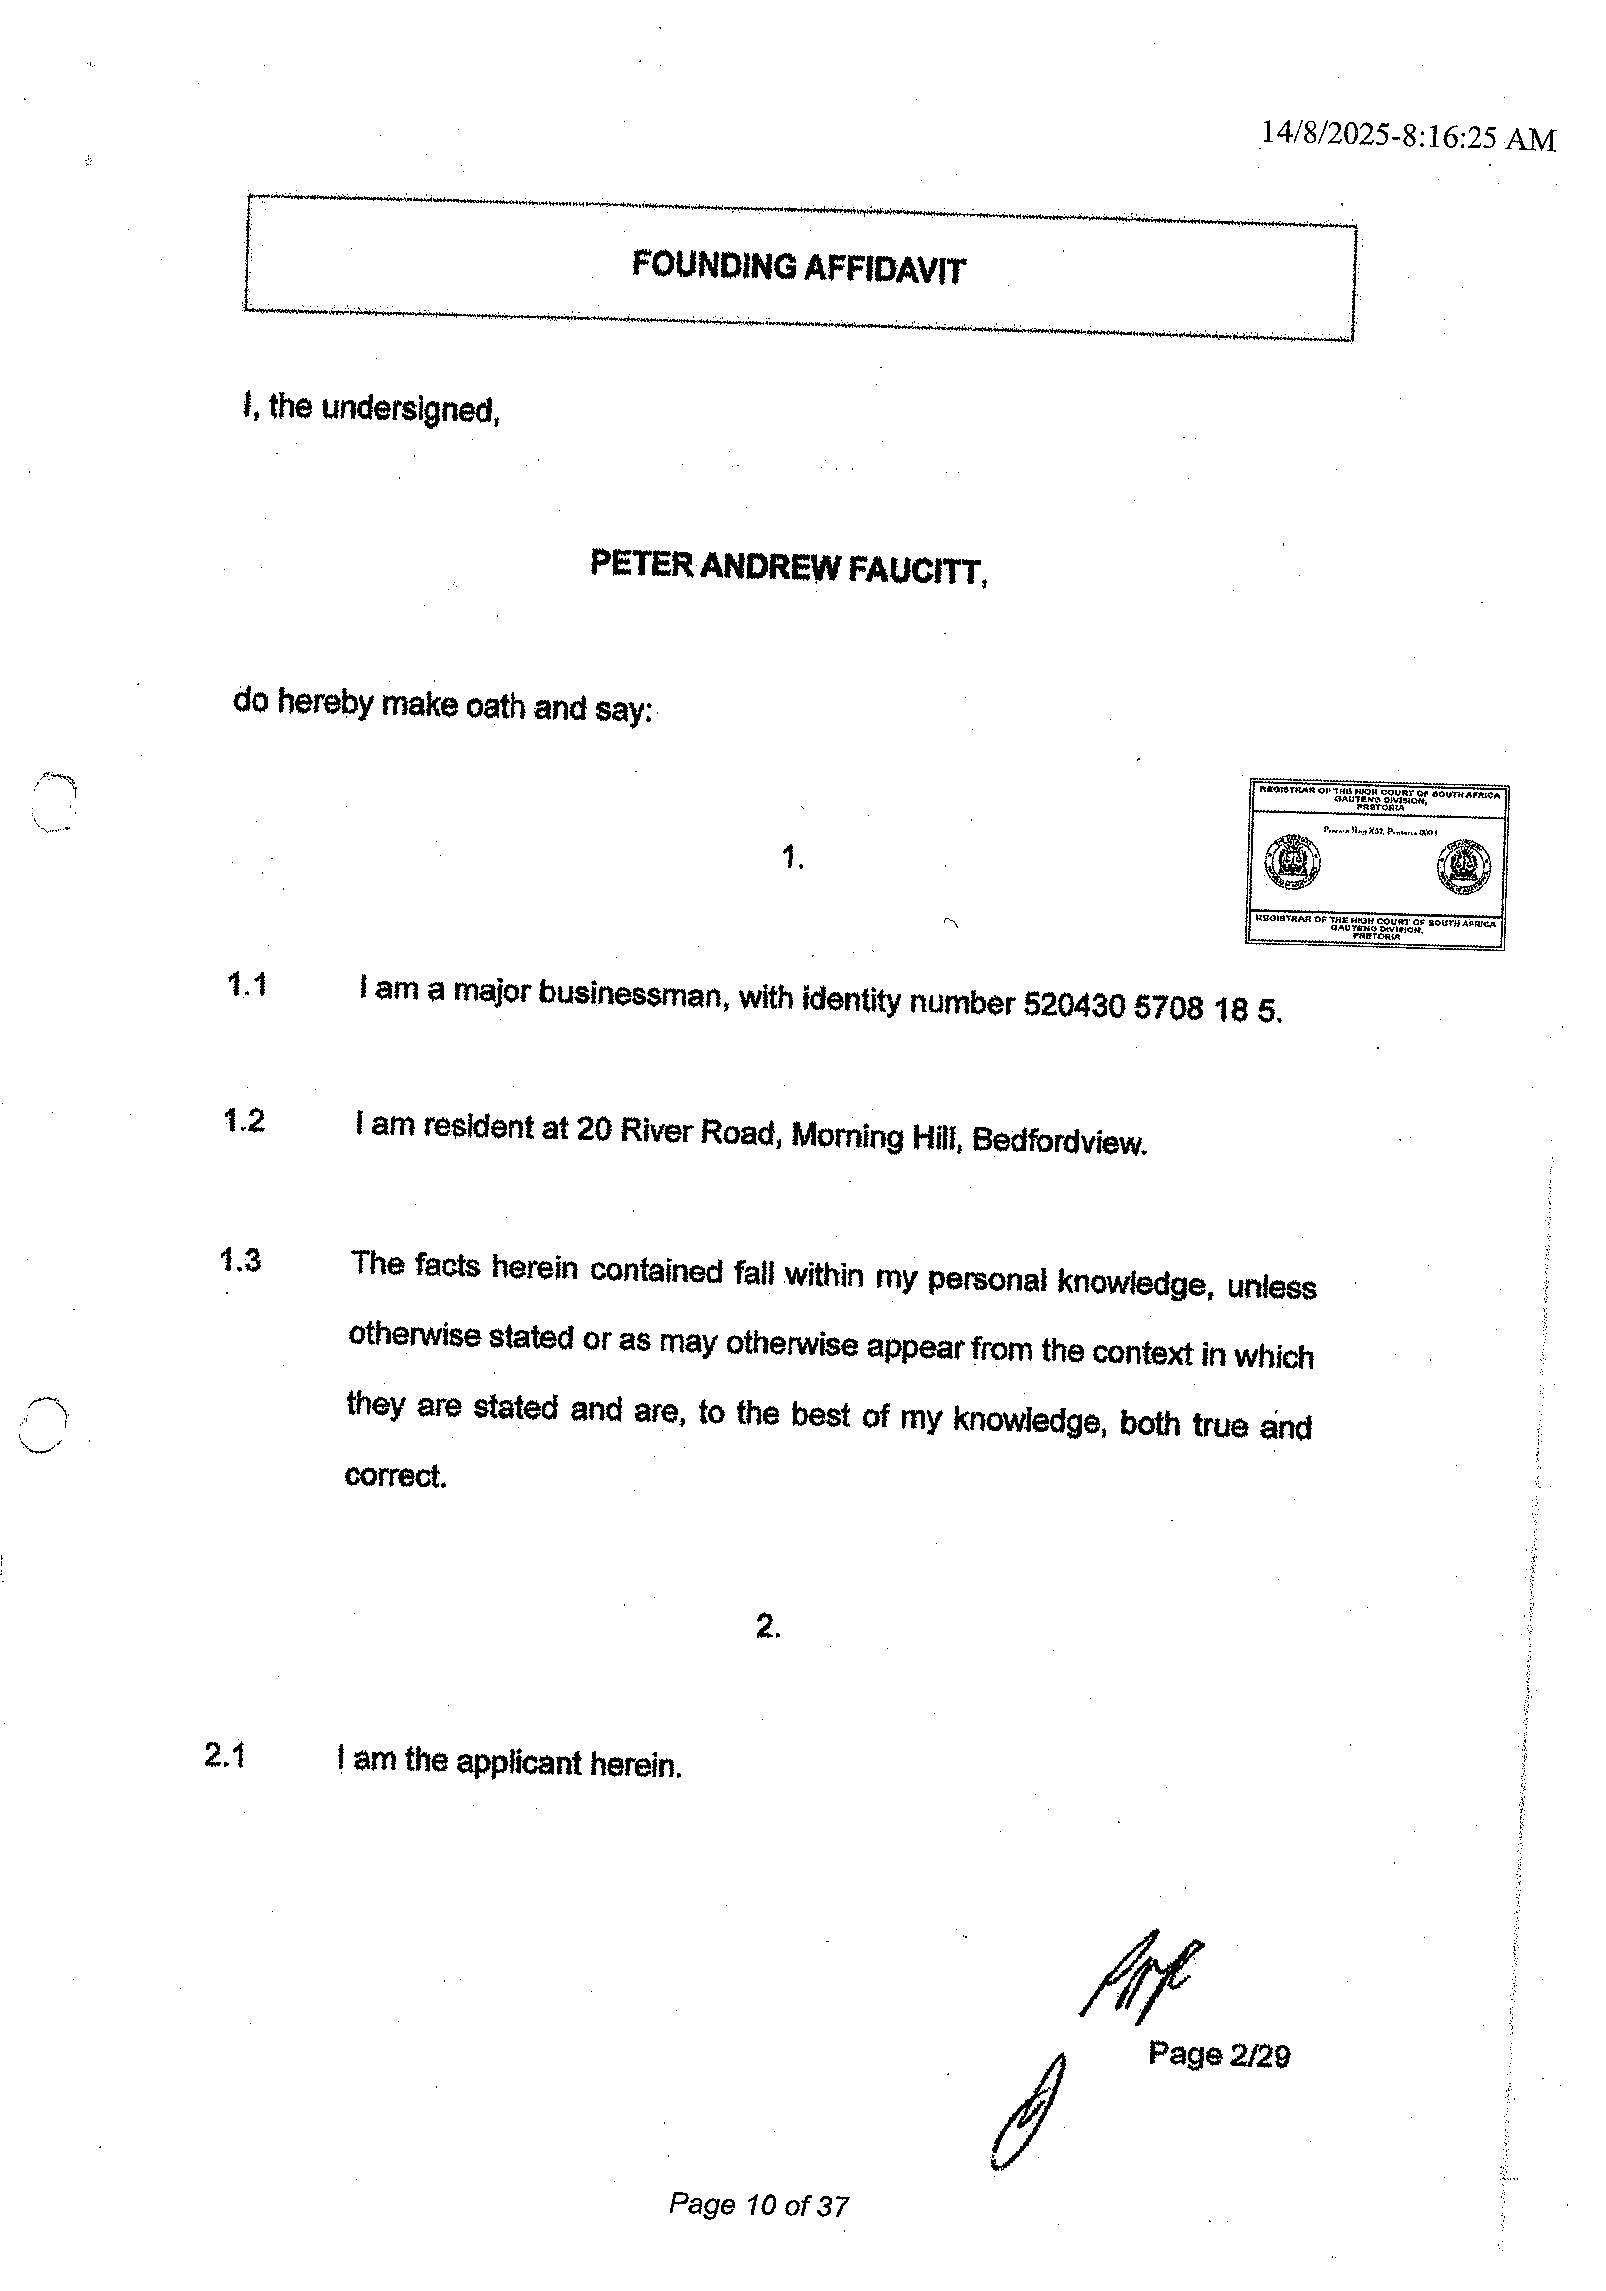 14/8/2025-8:16:25 AM
FOUNDING AFFIDAVIT
I, the undersigned,
PETER ANDREW FAUCITT,
do hereby make oath and say:
REGISTRAR OF THE HIGH COURT OF SOUTH AFRICA
GAUTENG DIVISION,
PRETORIA
Private Bag X67, Pretoria 0001
1.
REGISTRAR OF THE HIGH COURT OF SOUTH AFRICA
GAUTENG DIVISION,
PRETORIA
1.1 I am a major businessman, with identity number 520430 5708 18 5.
1.2 I am resident at 20 River Road, Morning Hill, Bedfordview.
1.3 The facts herein contained fall within my personal knowledge, unless
otherwise stated or as may otherwise appear from the context in which
they are stated and are, to the best of my knowledge, both true and
correct.
2.
2.1 I am the applicant herein.
Page 2/29
Page 10 of 37